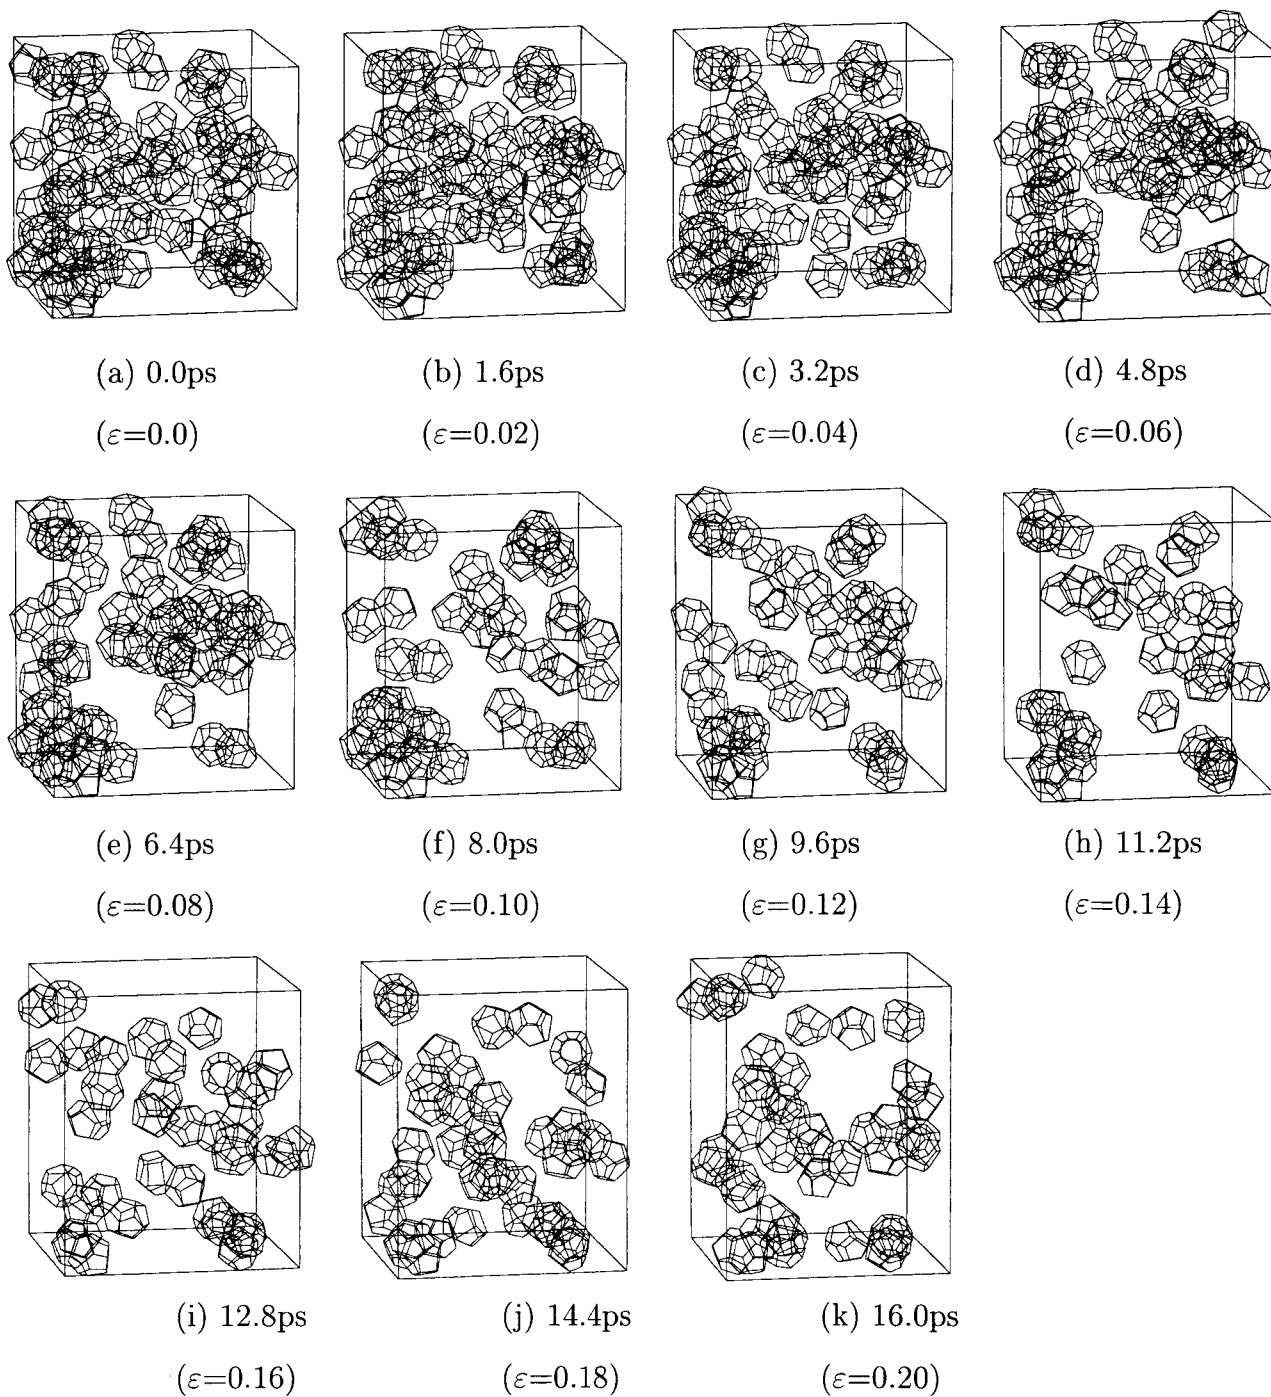 (a) 0.0ps (b) 1.6ps (c) 3.2ps (d) 4.8ps
(ε=0.0) (ε=0.02) (ε=0.04) (ε=0.06)
(e) 6.4ps (f) 8.0ps (g) 9.6ps (h) 11.2ps
(ε=0.08) (ε=0.10) (ε=0.12) (ε=0.14)
(i) 12.8ps (j) 14.4ps (k) 16.0ps
(ε=0.16) (ε=0.18) (ε=0.20)